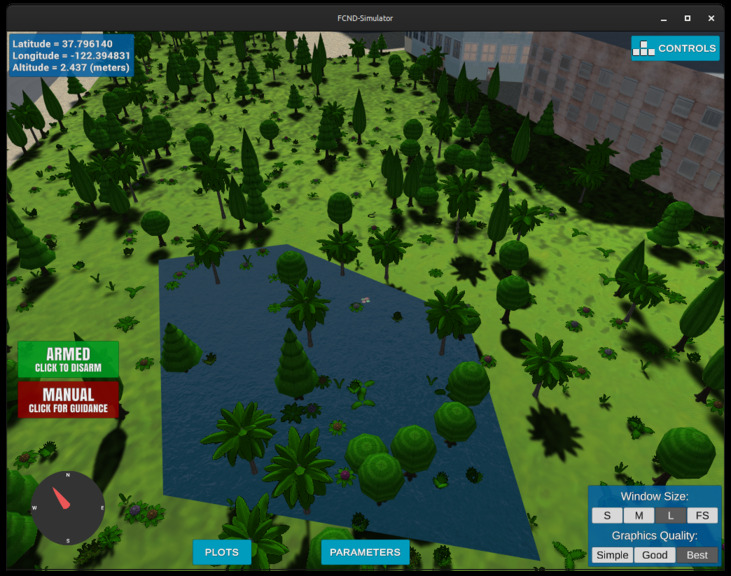 FCND-Simulator
Latitude = 37.796140
Longitude = -122.394831
Altitude = 2.437 (meters)
CONTROLS
ARMED
CLICK TO DISARM
MANUAL
CLICK FOR GUIDANCE
N
W E
S
PLOTS
PARAMETERS
Window Size:
S M L FS
Graphics Quality:
Simple Good Best